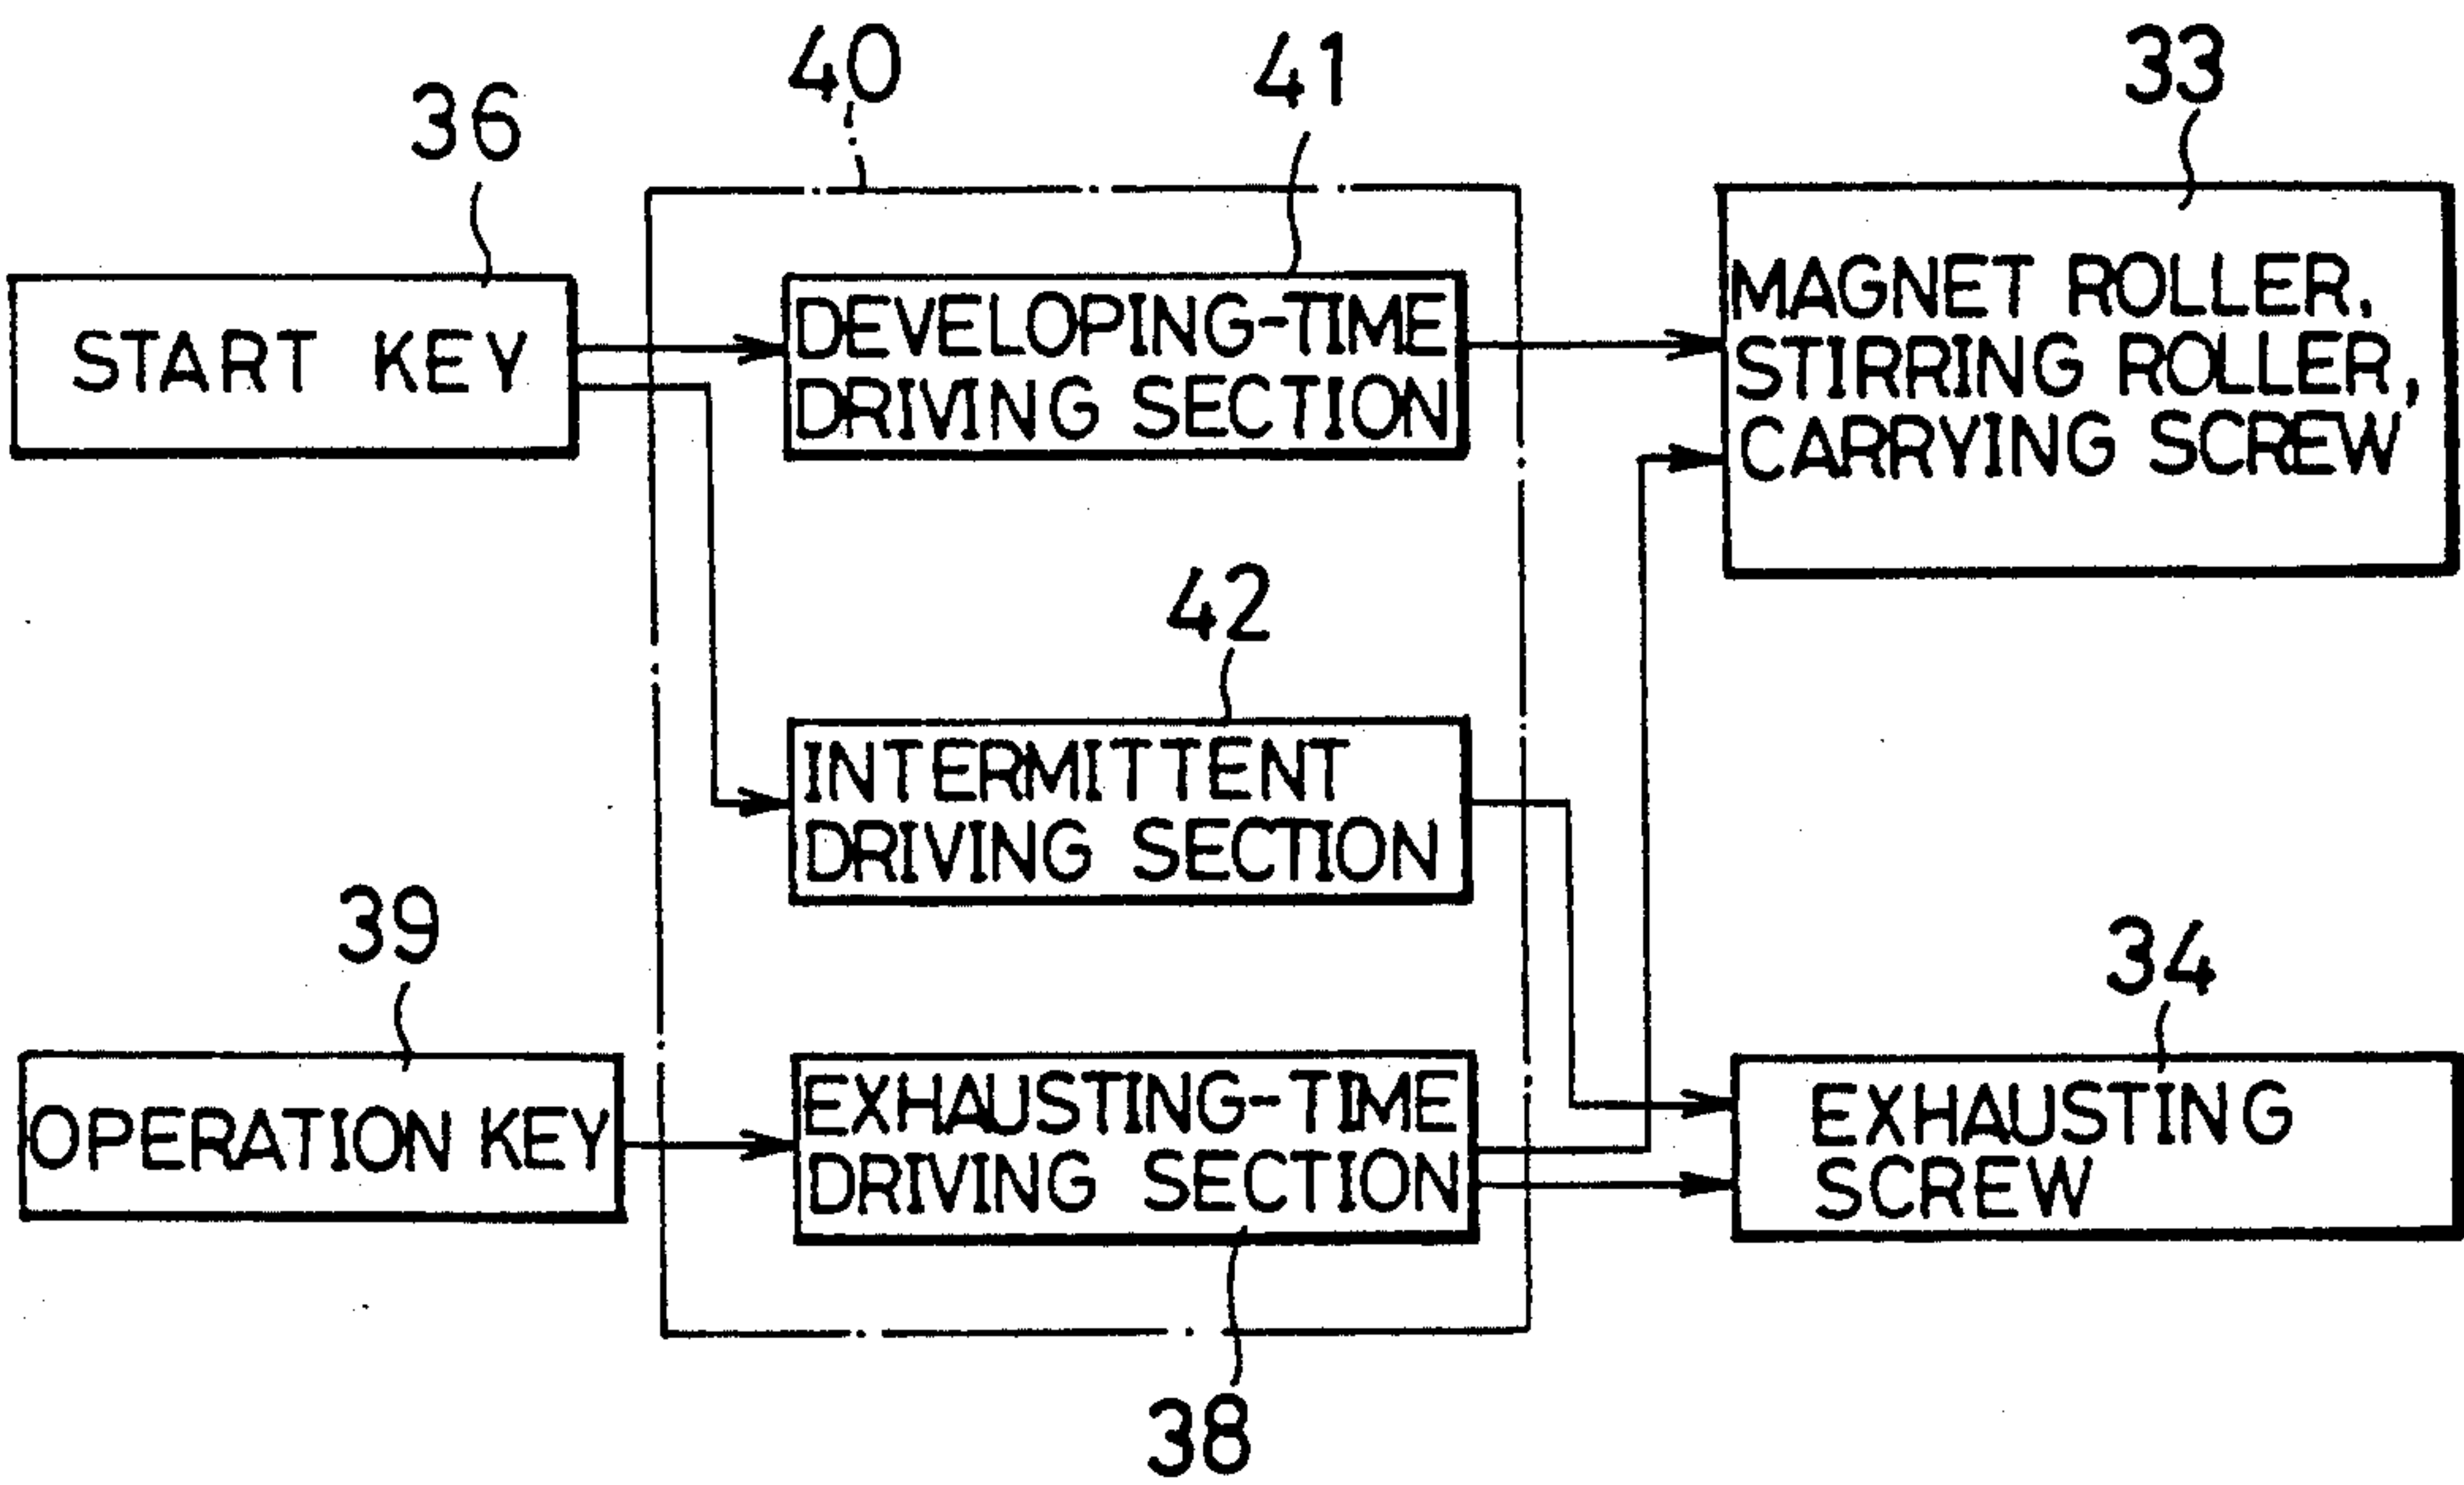 40
41
33
36
START KEY
DEVELOPING-TIME
DRIVING SECTION
MAGNET ROLLER,
STIRRING ROLLER,
CARRYING SCREW
42
INTERMITTENT
DRIVING SECTION
39
34
OPERATION KEY
EXHAUSTING-TIME
DRIVING SECTION
EXHAUSTING
SCREW
38